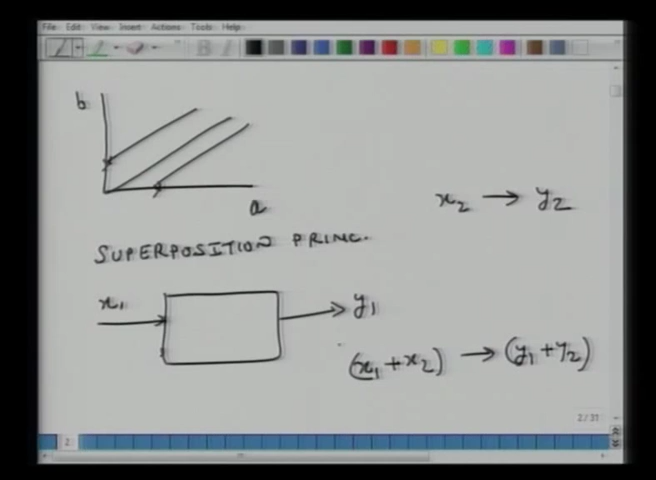 File Edit View Insert Actions Tools Help
b
a
x₂ → y₂
SUPERPOSITION PRINC.
x₁
y₁
(x₁ + x₂) → (y₁ + y₂)
2/31
2